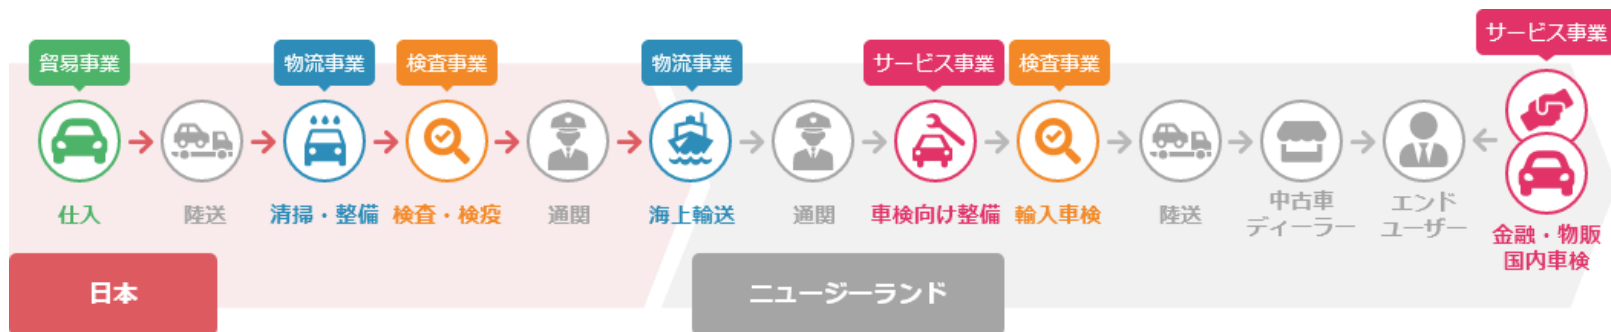 サービス事業
貿易事業
物流事業
検査事業
物流事業
サービス事業
検査事業
仕入
陸送
清掃・整備
検査・検疫
通関
海上輸送
通関
車検向け整備
輸入車検
陸送
中古車
ディーラー
エンド
ユーザー
金融・物販
国内車検
日本
ニュージーランド